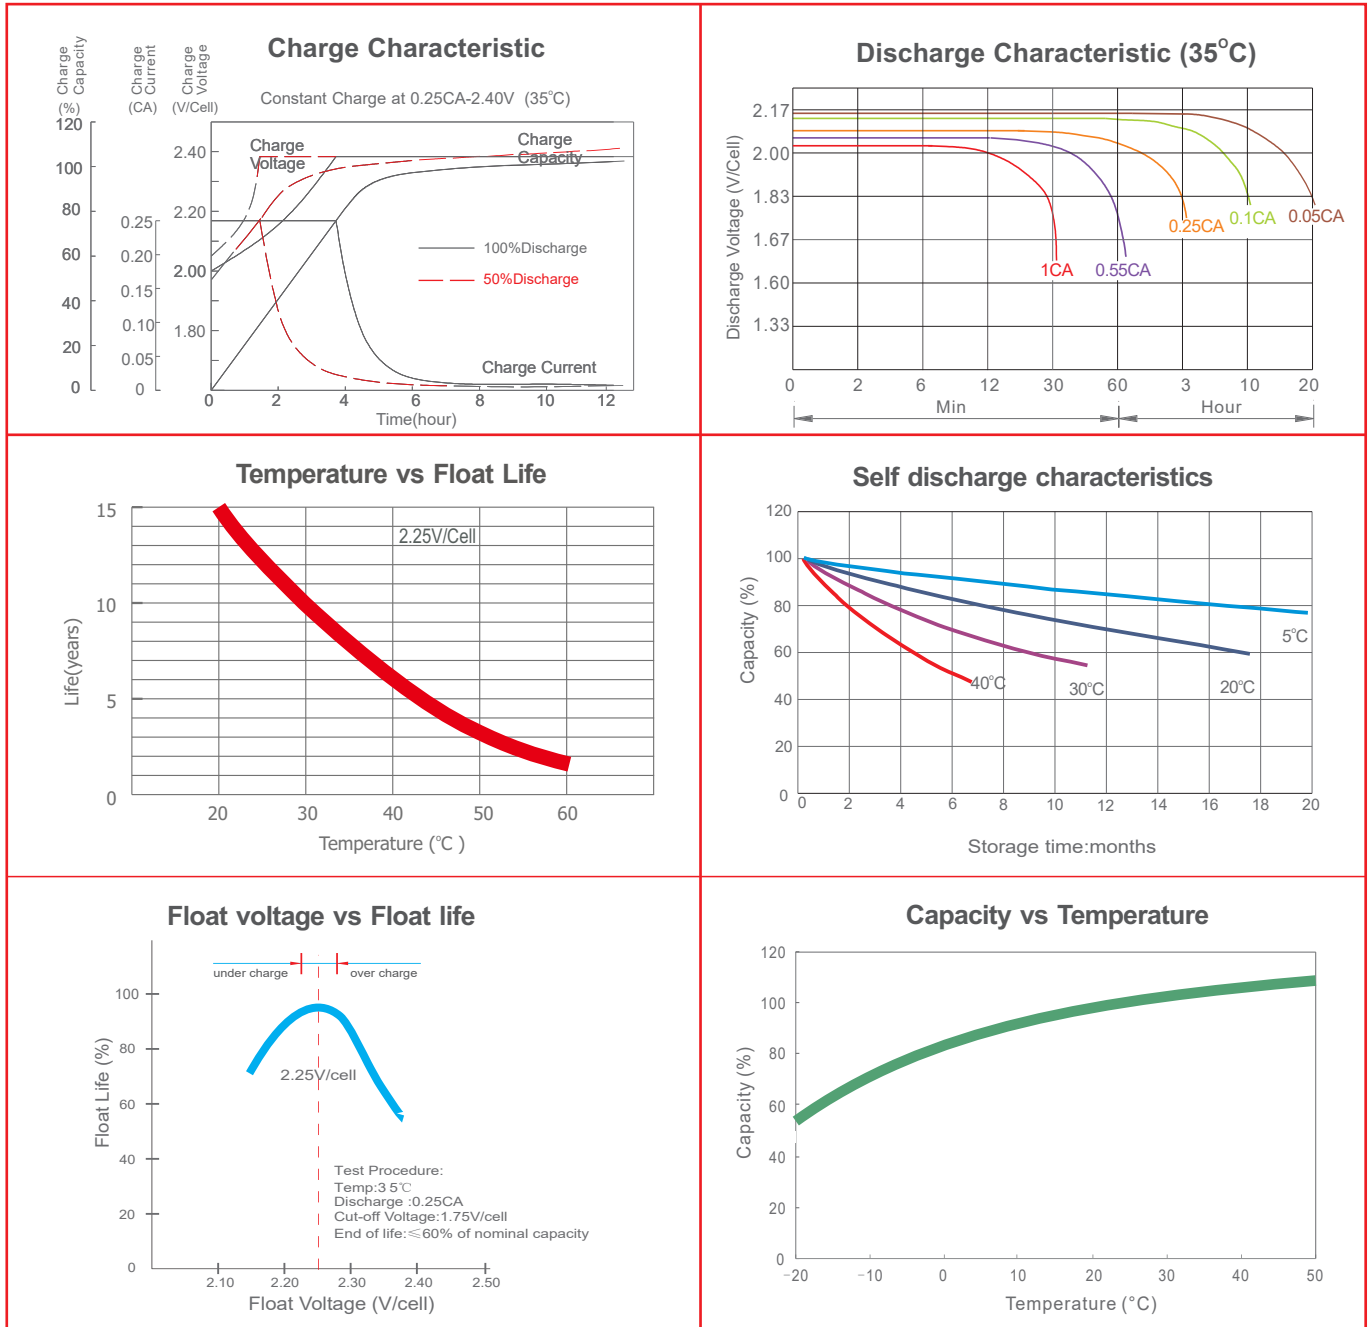 Charge Characteristic
Charge
Capacity
Charge
Current
Charge
Voltage
(%)
(CA)
(V/Cell)
Constant Charge at 0.25CA-2.40V (35°C)
120
100
80
60
40
20
0
0.25
0.20
0.15
0.10
0.05
0
2.40
2.20
2.00
1.80
Charge
Voltage
Charge
Capacity
100%Discharge
50%Discharge
Charge Current
0 2 4 6 8 10 12
Time(hour)
Discharge Characteristic (35°C)
Discharge Voltage (V/Cell)
2.17
2.00
1.83
1.67
1.60
1.33
1CA
0.55CA
0.25CA
0.1CA
0.05CA
0 2 6 12 30 60 3 10 20
Min
Hour
Temperature vs Float Life
Life(years)
15
10
5
0
2.25V/Cell
20 30 40 50 60
Temperature (°C )
Self discharge characteristics
Capacity (%)
120
100
80
60
40
20
0
5°C
20°C
30°C
40°C
0 2 4 6 8 10 12 14 16 18 20
Storage time:months
Float voltage vs Float life
under charge
over charge
Float Life (%)
100
80
60
40
20
0
2.25V/cell
Test Procedure:
Temp:3 5℃
Discharge :0.25CA
Cut-off Voltage:1.75V/cell
End of life:≤60% of nominal capacity
2.10 2.20 2.30 2.40 2.50
Float Voltage (V/cell)
Capacity vs Temperature
Capacity (%)
120
100
80
60
40
20
0
−20 −10 0 10 20 30 40 50
Temperature (°C)